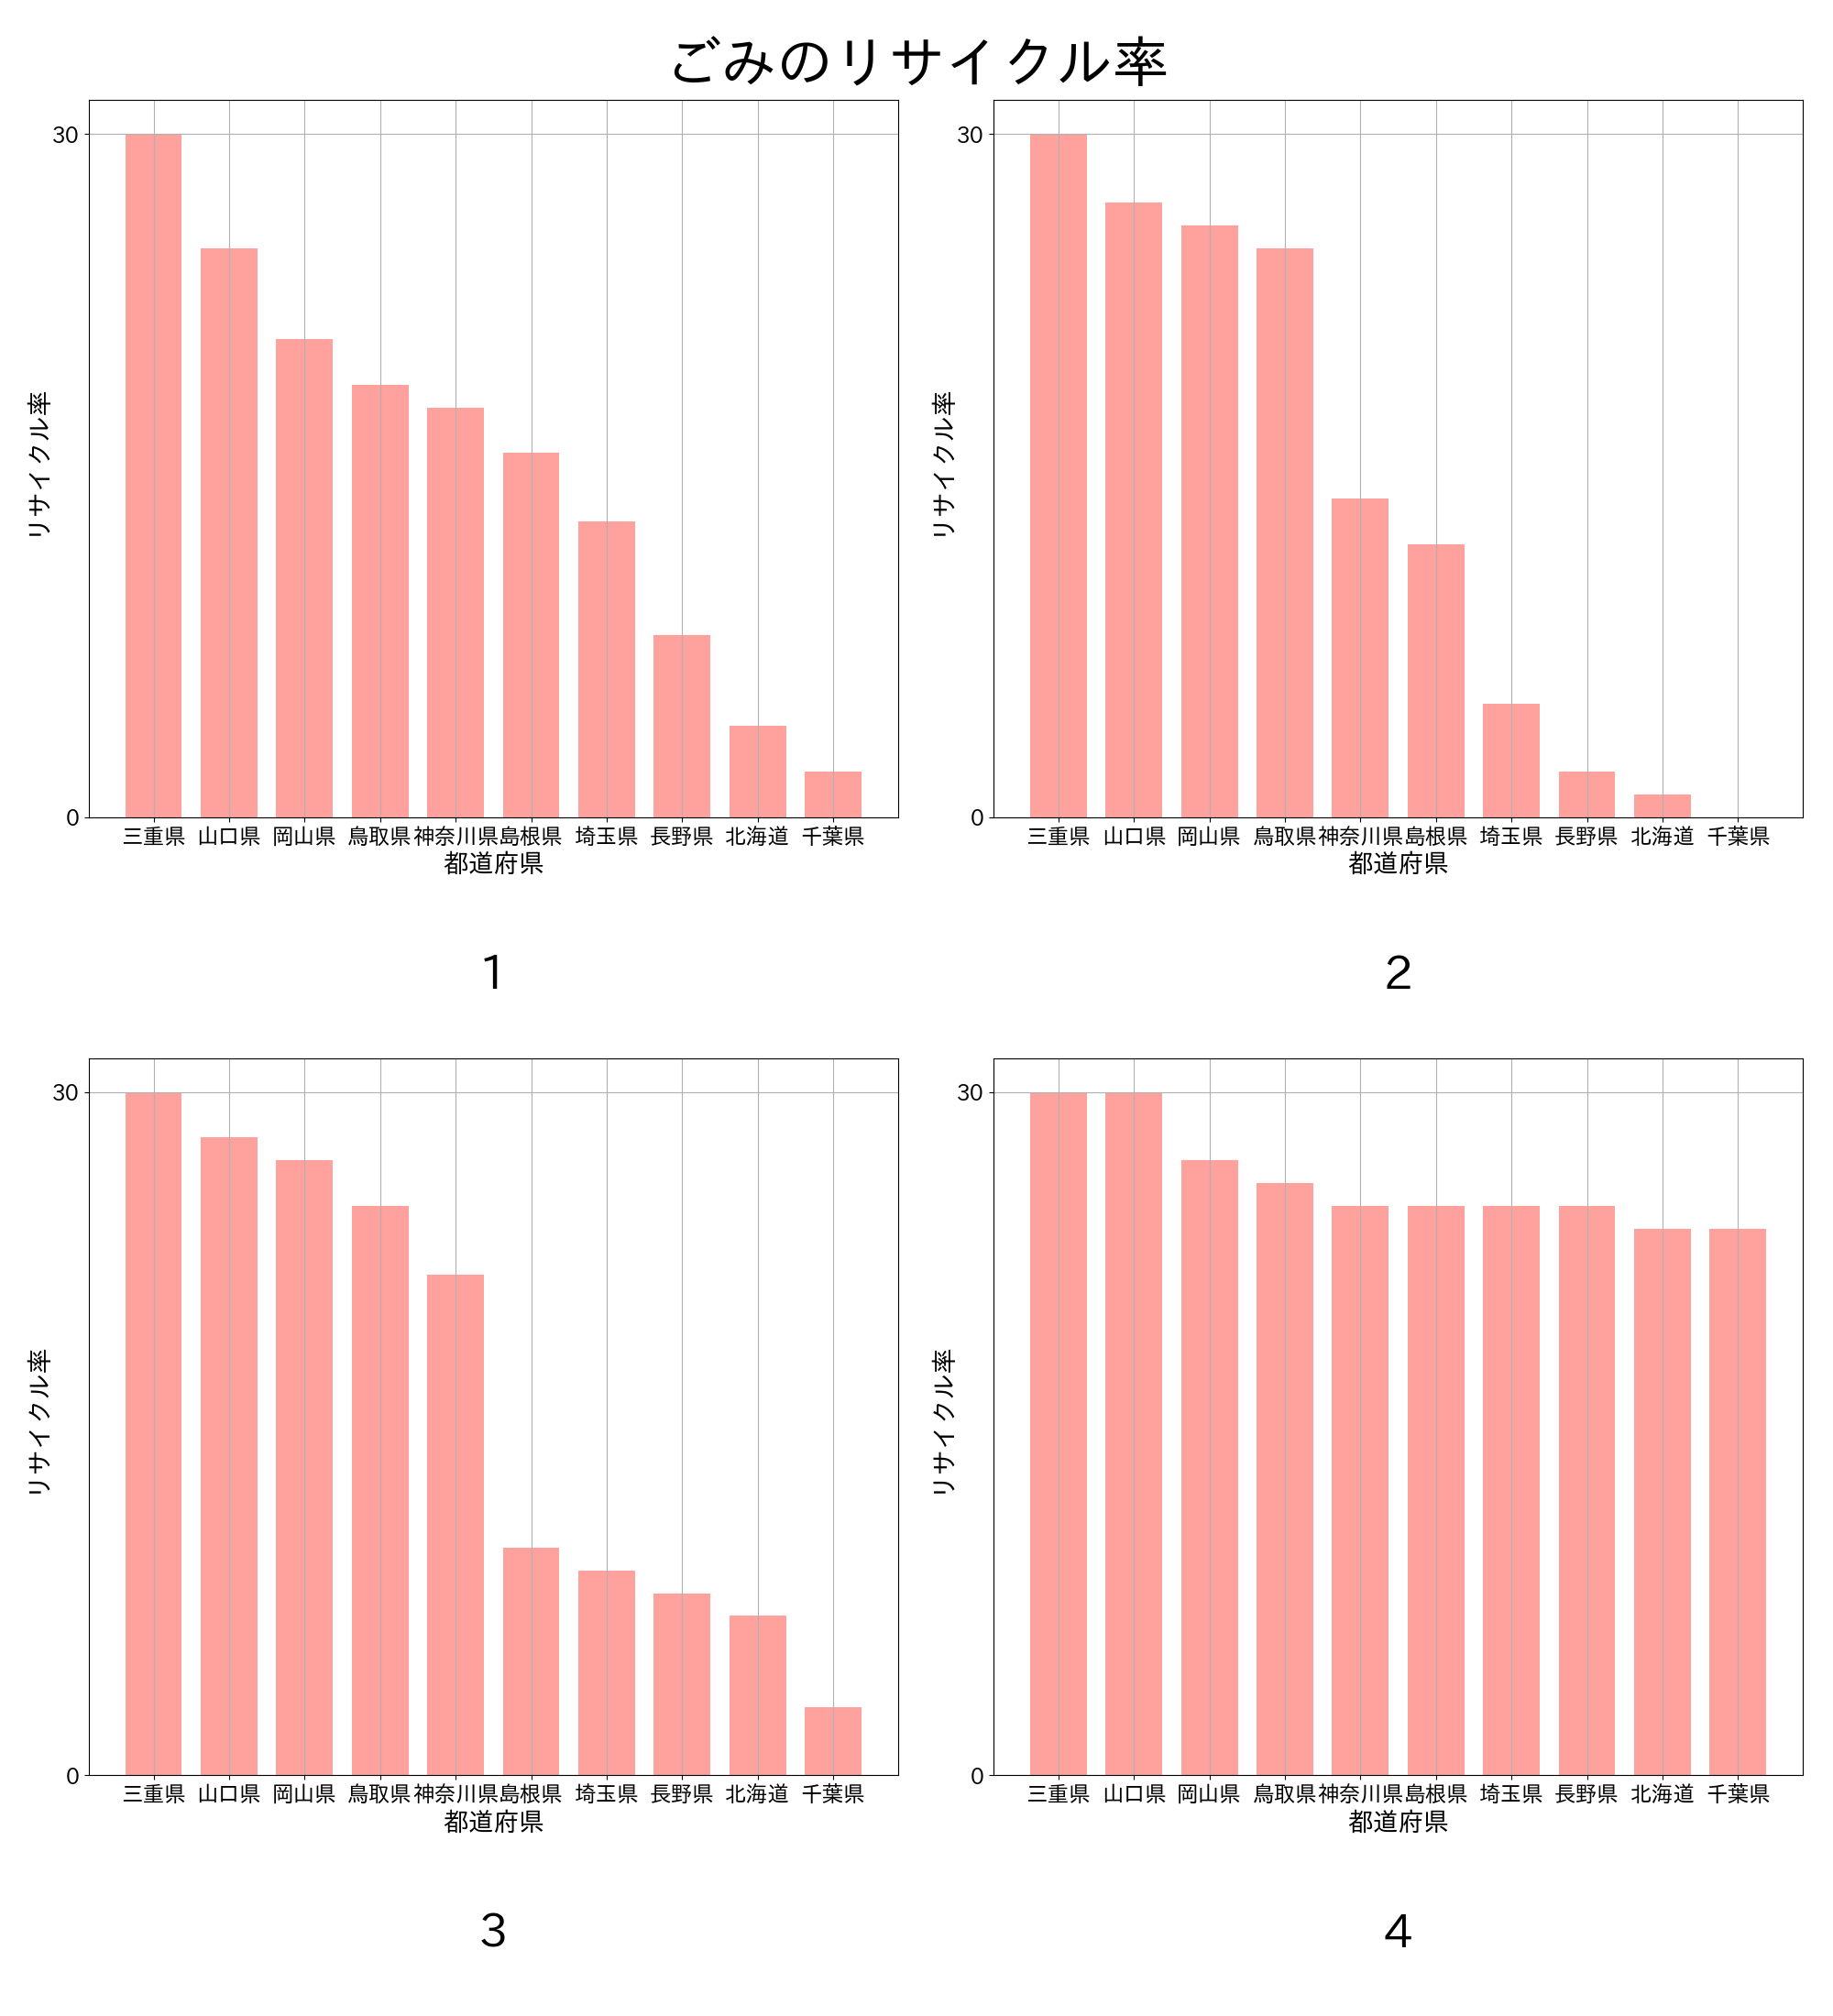 ごみのリサイクル率
30
0
リサイクル率
三重県 山口県 岡山県 鳥取県 神奈川県 島根県 埼玉県 長野県 北海道 千葉県
都道府県
1
30
0
リサイクル率
三重県 山口県 岡山県 鳥取県 神奈川県 島根県 埼玉県 長野県 北海道 千葉県
都道府県
2
30
0
リサイクル率
三重県 山口県 岡山県 鳥取県 神奈川県 島根県 埼玉県 長野県 北海道 千葉県
都道府県
3
30
0
リサイクル率
三重県 山口県 岡山県 鳥取県 神奈川県 島根県 埼玉県 長野県 北海道 千葉県
都道府県
4